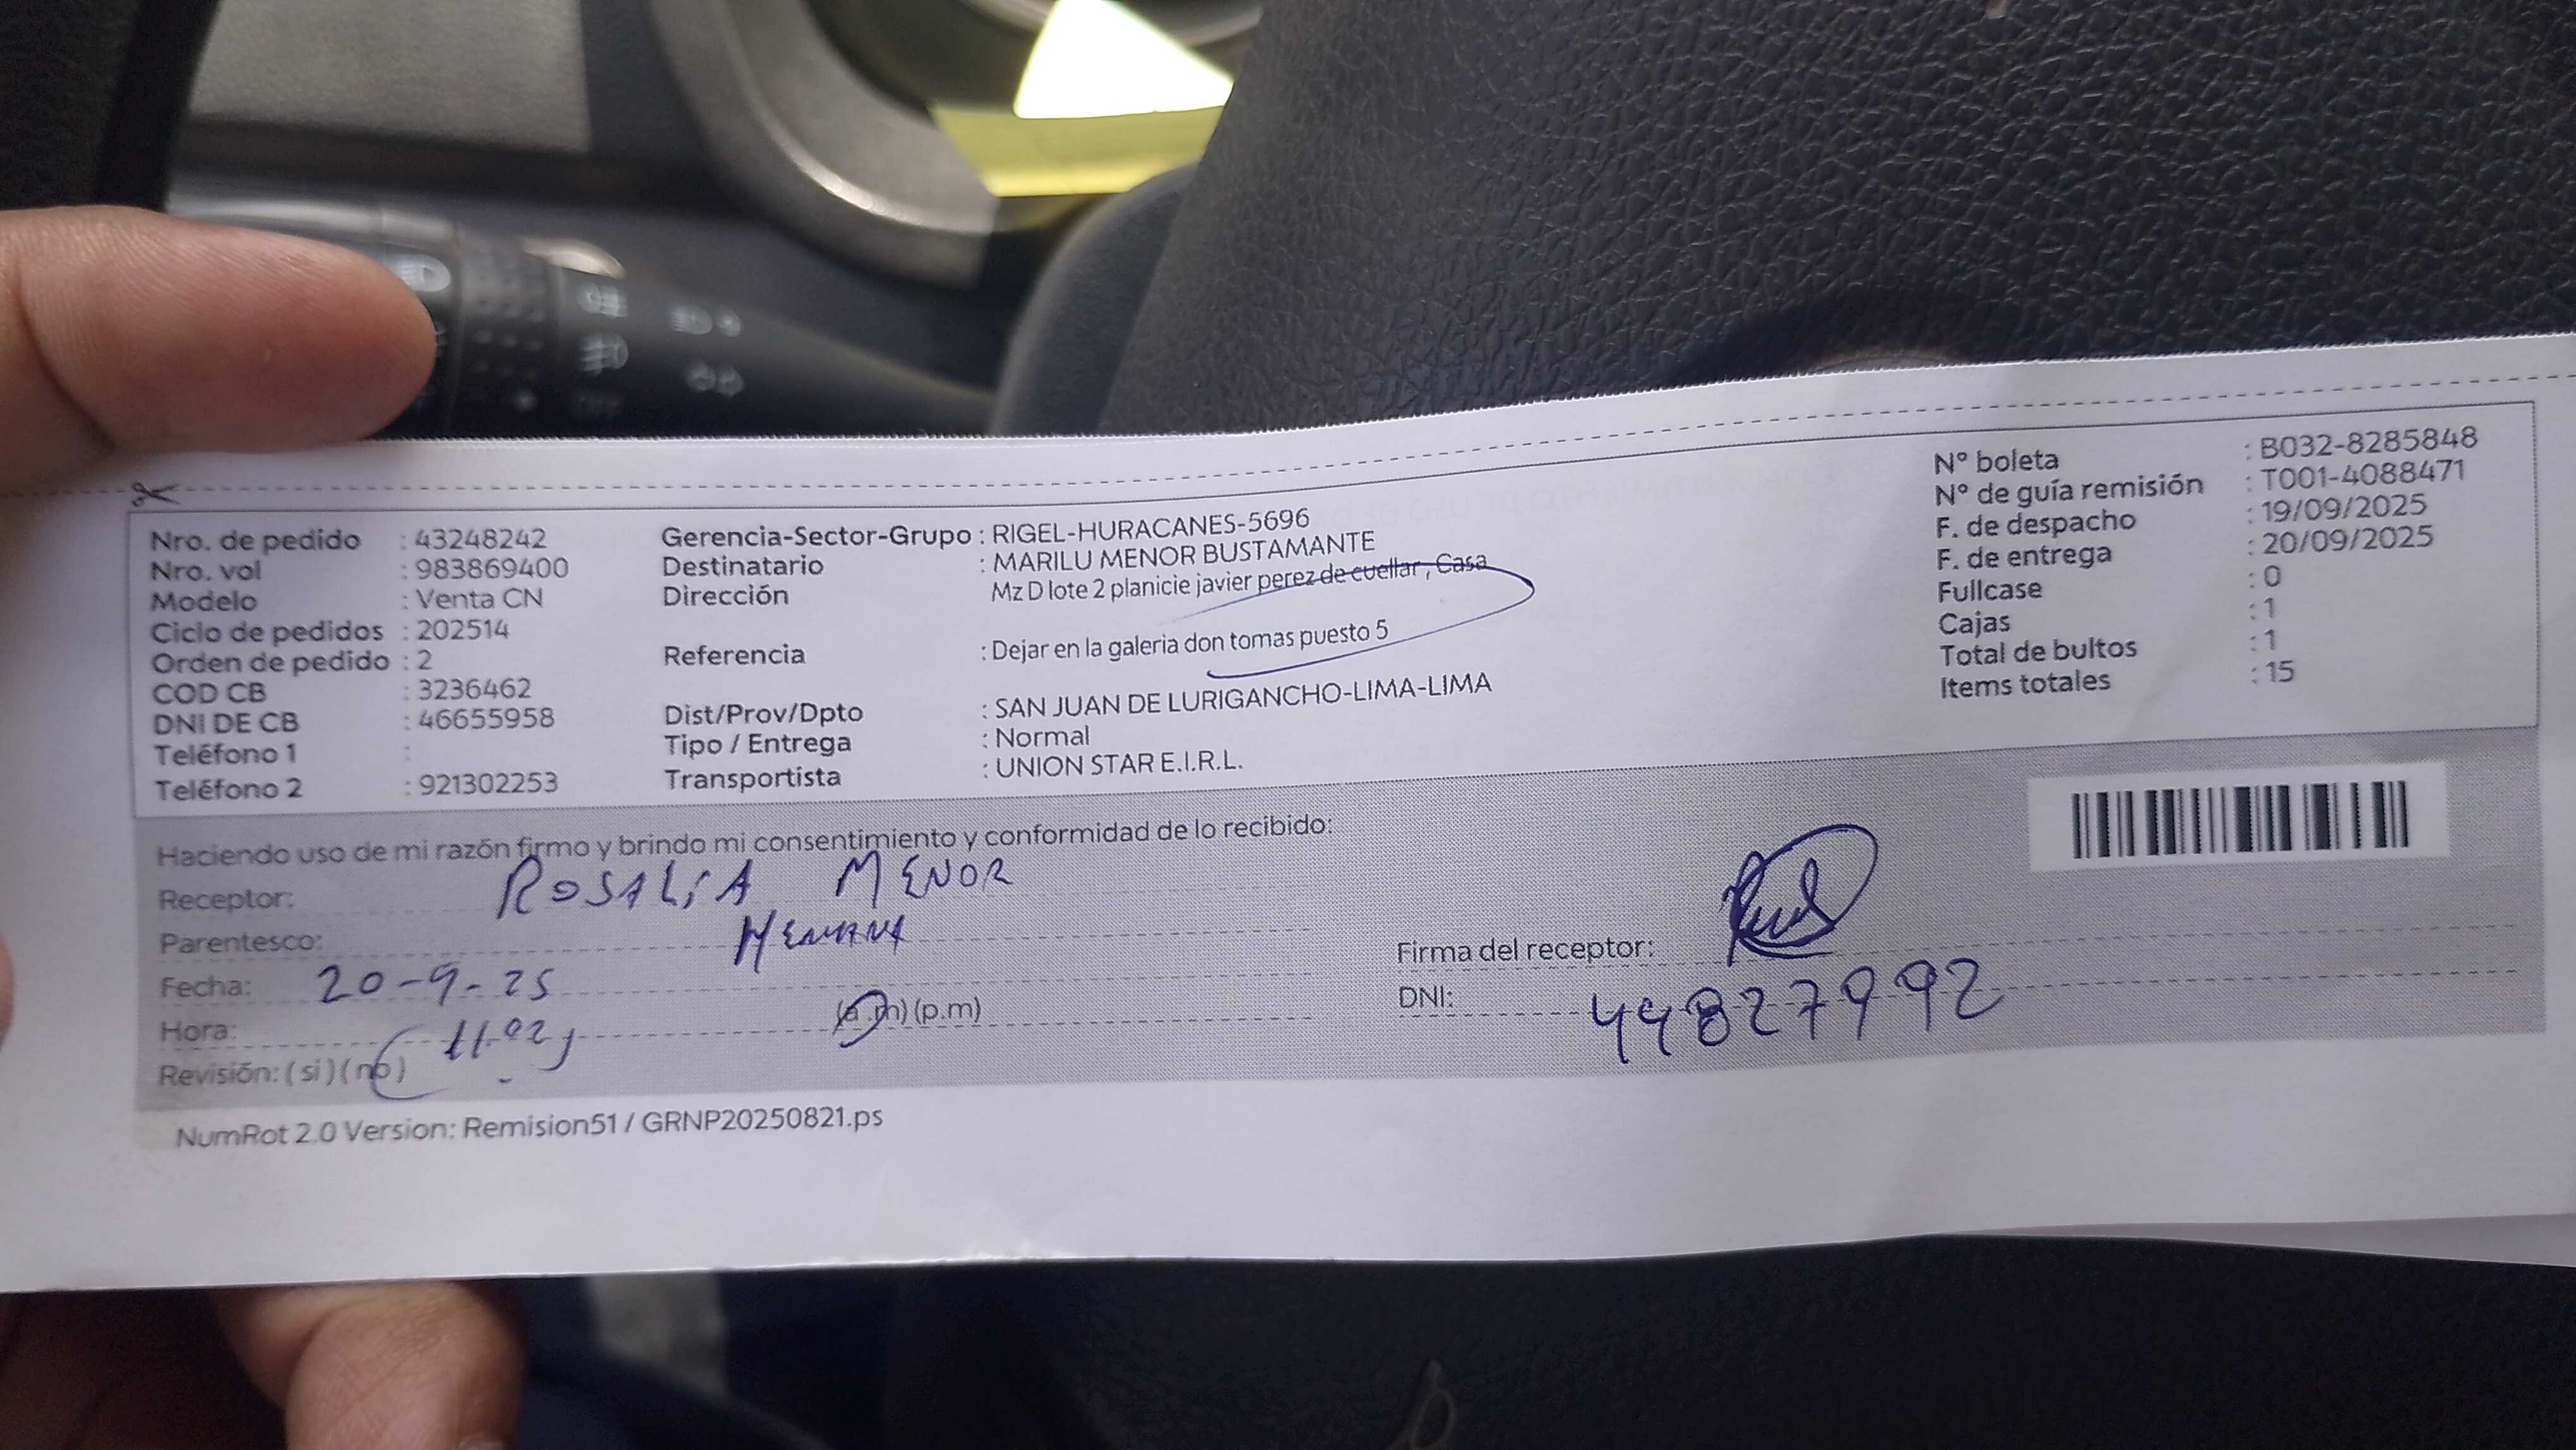 Nro. de pedido : 43248242
Nro. vol : 983869400
Modelo : Venta CN
Ciclo de pedidos : 202514
Orden de pedido : 2
COD CB : 3236462
DNI DE CB : 46655958
Teléfono 1 :
Teléfono 2 : 921302253
Gerencia-Sector-Grupo : RIGEL-HURACANES-5696
Destinatario : MARILU MENOR BUSTAMANTE
Dirección Mz D lote 2 planicie javier perez de cuellar , Casa
Referencia : Dejar en la galeria don tomas puesto 5
Dist/Prov/Dpto : SAN JUAN DE LURIGANCHO-LIMA-LIMA
Tipo / Entrega : Normal
Transportista : UNION STAR E.I.R.L.
N° boleta : B032-8285848
N° de guía remisión : T001-4088471
F. de despacho : 19/09/2025
F. de entrega : 20/09/2025
Fullcase : 0
Cajas : 1
Total de bultos : 1
Items totales : 15
Haciendo uso de mi razón firmo y brindo mi consentimiento y conformidad de lo recibido:
Receptor: ROSALIA MENOR
Parentesco: HEMANA
Fecha: 20-9-25
Hora: 11:02 (a.m) (p.m)
Revisión: ( si ) ( no )
Firma del receptor:
DNI: 44827992
NumRot 2.0 Version: Remision51 / GRNP20250821.ps